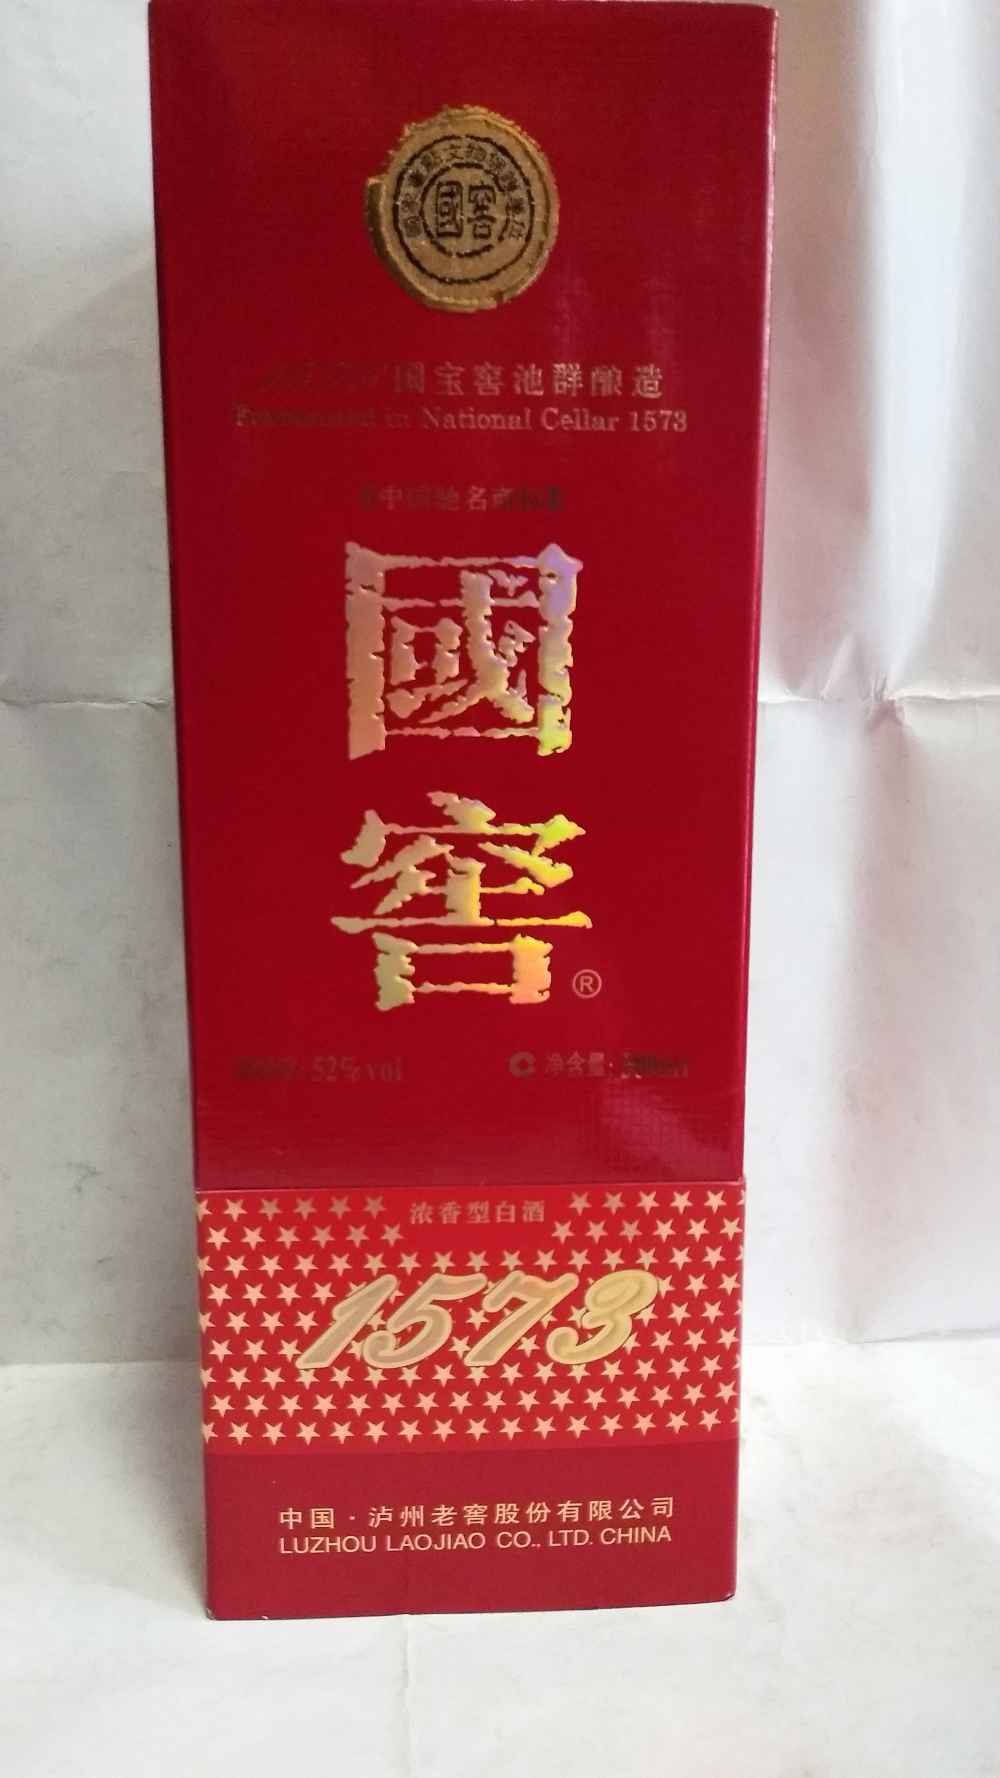 國窖
国宝窖池群酿造
in National Cellar 1573
國
窖
®
52%vol
净含量:
浓香型白酒
1573
中国·泸州老窖股份有限公司
LUZHOU LAOJIAO CO., LTD. CHINA